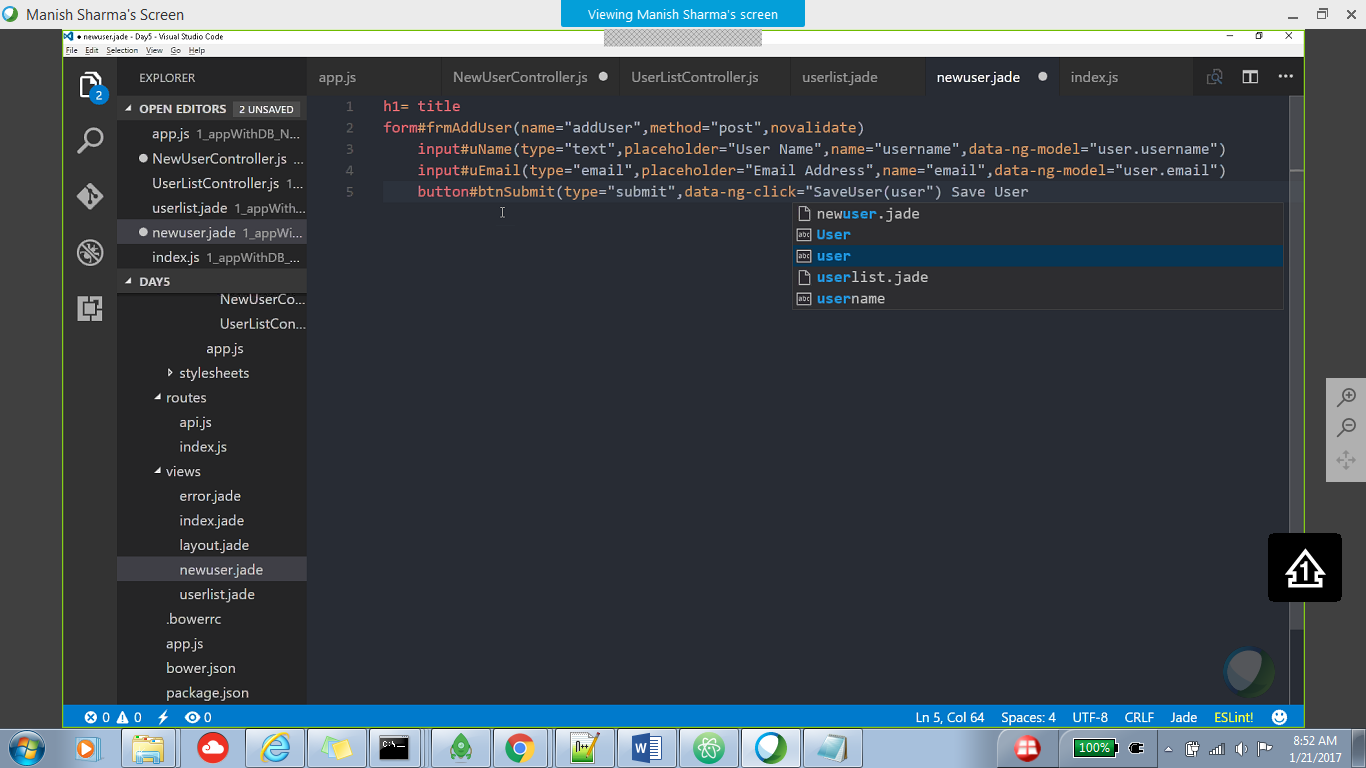 Manish Sharma's Screen
Viewing Manish Sharma's screen
● newuser.jade - Day5 - Visual Studio Code
File Edit Selection View Go Help
EXPLORER
app.js NewUserController.js UserListController.js userlist.jade newuser.jade index.js
2
OPEN EDITORS 2 UNSAVED
app.js 1_appWithDB_N...
NewUserController.js ...
UserListController.js 1...
userlist.jade 1_appWith...
newuser.jade 1_appWi...
index.js 1_appWithDB_...
DAY5
NewUserCo...
UserListCon...
app.js
stylesheets
routes
api.js
index.js
views
error.jade
index.jade
layout.jade
newuser.jade
userlist.jade
.bowerrc
app.js
bower.json
package.json
1 h1= title
2 form#frmAddUser(name="addUser",method="post",novalidate)
3 input#uName(type="text",placeholder="User Name",name="username",data-ng-model="user.username")
4 input#uEmail(type="email",placeholder="Email Address",name="email",data-ng-model="user.email")
5 button#btnSubmit(type="submit",data-ng-click="SaveUser(user") Save User
newuser.jade
abc User
abc user
userlist.jade
abc username
1
0 0 0 Ln 5, Col 64 Spaces: 4 UTF-8 CRLF Jade ESLint!
C:\_
100%
8:52 AM
1/21/2017